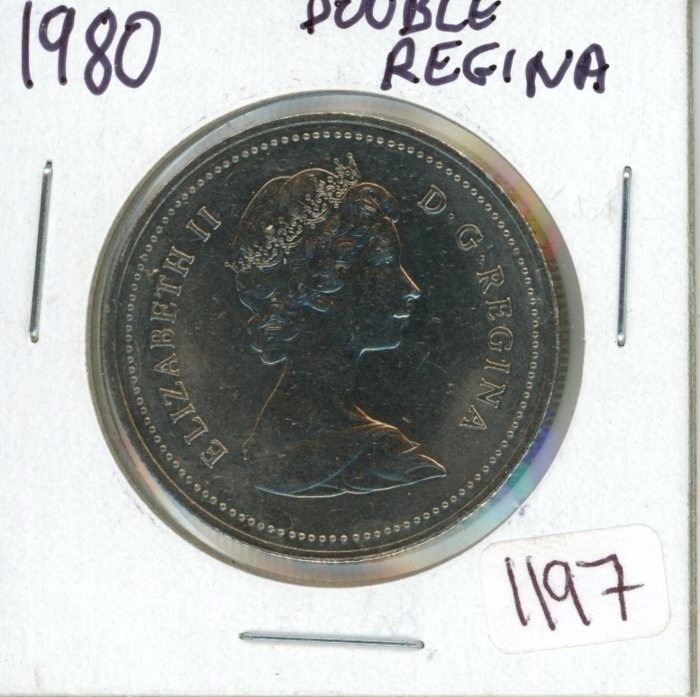 1980
DOUBLE
REGINA
ELIZABETH II
D·G·REGINA
1197